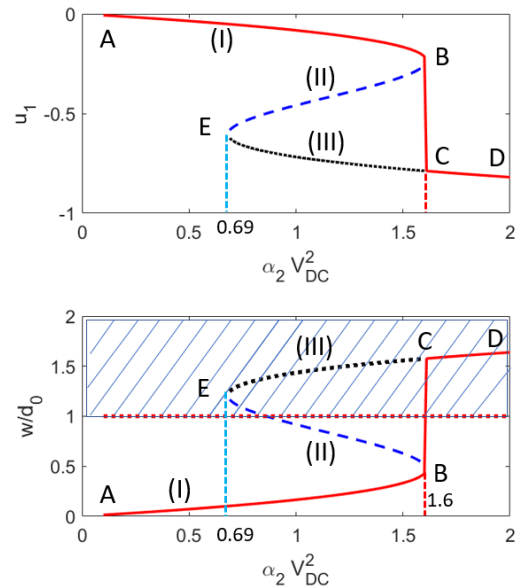 0
A
(I)
B
(II)
u₁
-0.5
E
(III)
C
D
-1
0.69
0
0.5
1
1.5
2
α₂ V²DC
2
C
D
(III)
1.5
E
w/d₀
1
(II)
0.5
A
(I)
B
1.6
0
0.69
0
0.5
1
1.5
2
α₂ V²DC